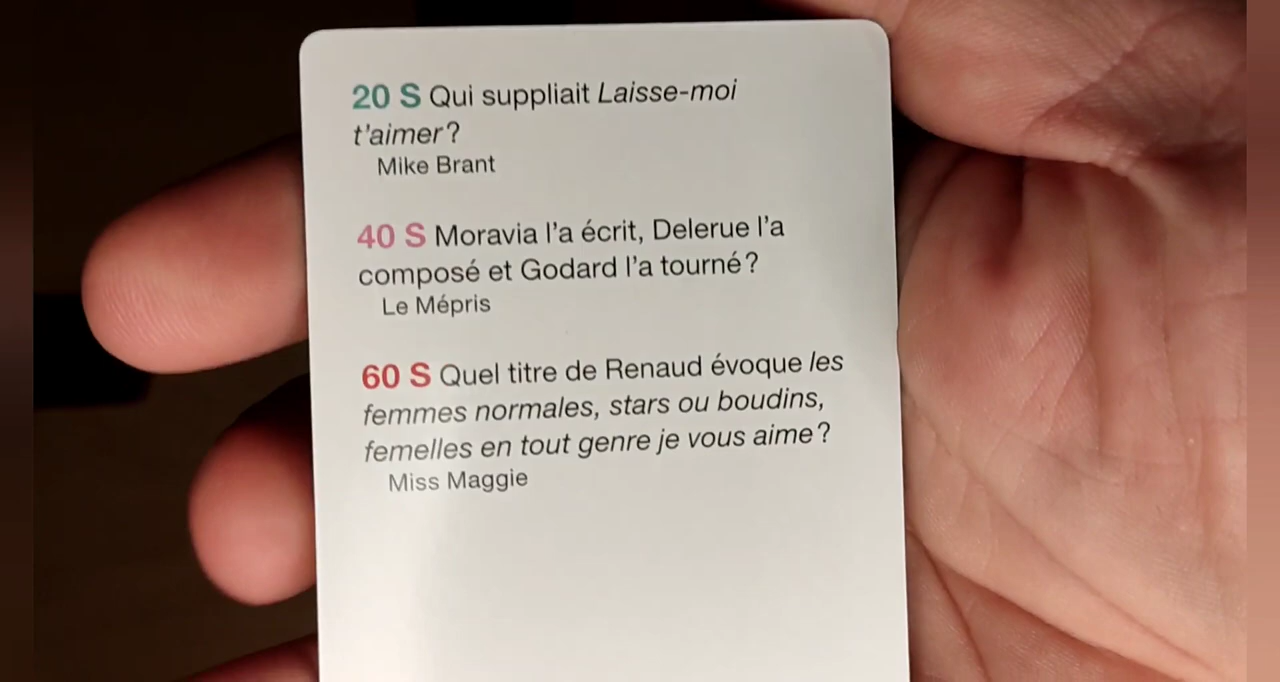 20 S Qui suppliait Laisse-moi
t'aimer ?
Mike Brant
40 S Moravia l'a écrit, Delerue l'a
composé et Godard l'a tourné ?
Le Mépris
60 S Quel titre de Renaud évoque les
femmes normales, stars ou boudins,
femelles en tout genre je vous aime ?
Miss Maggie